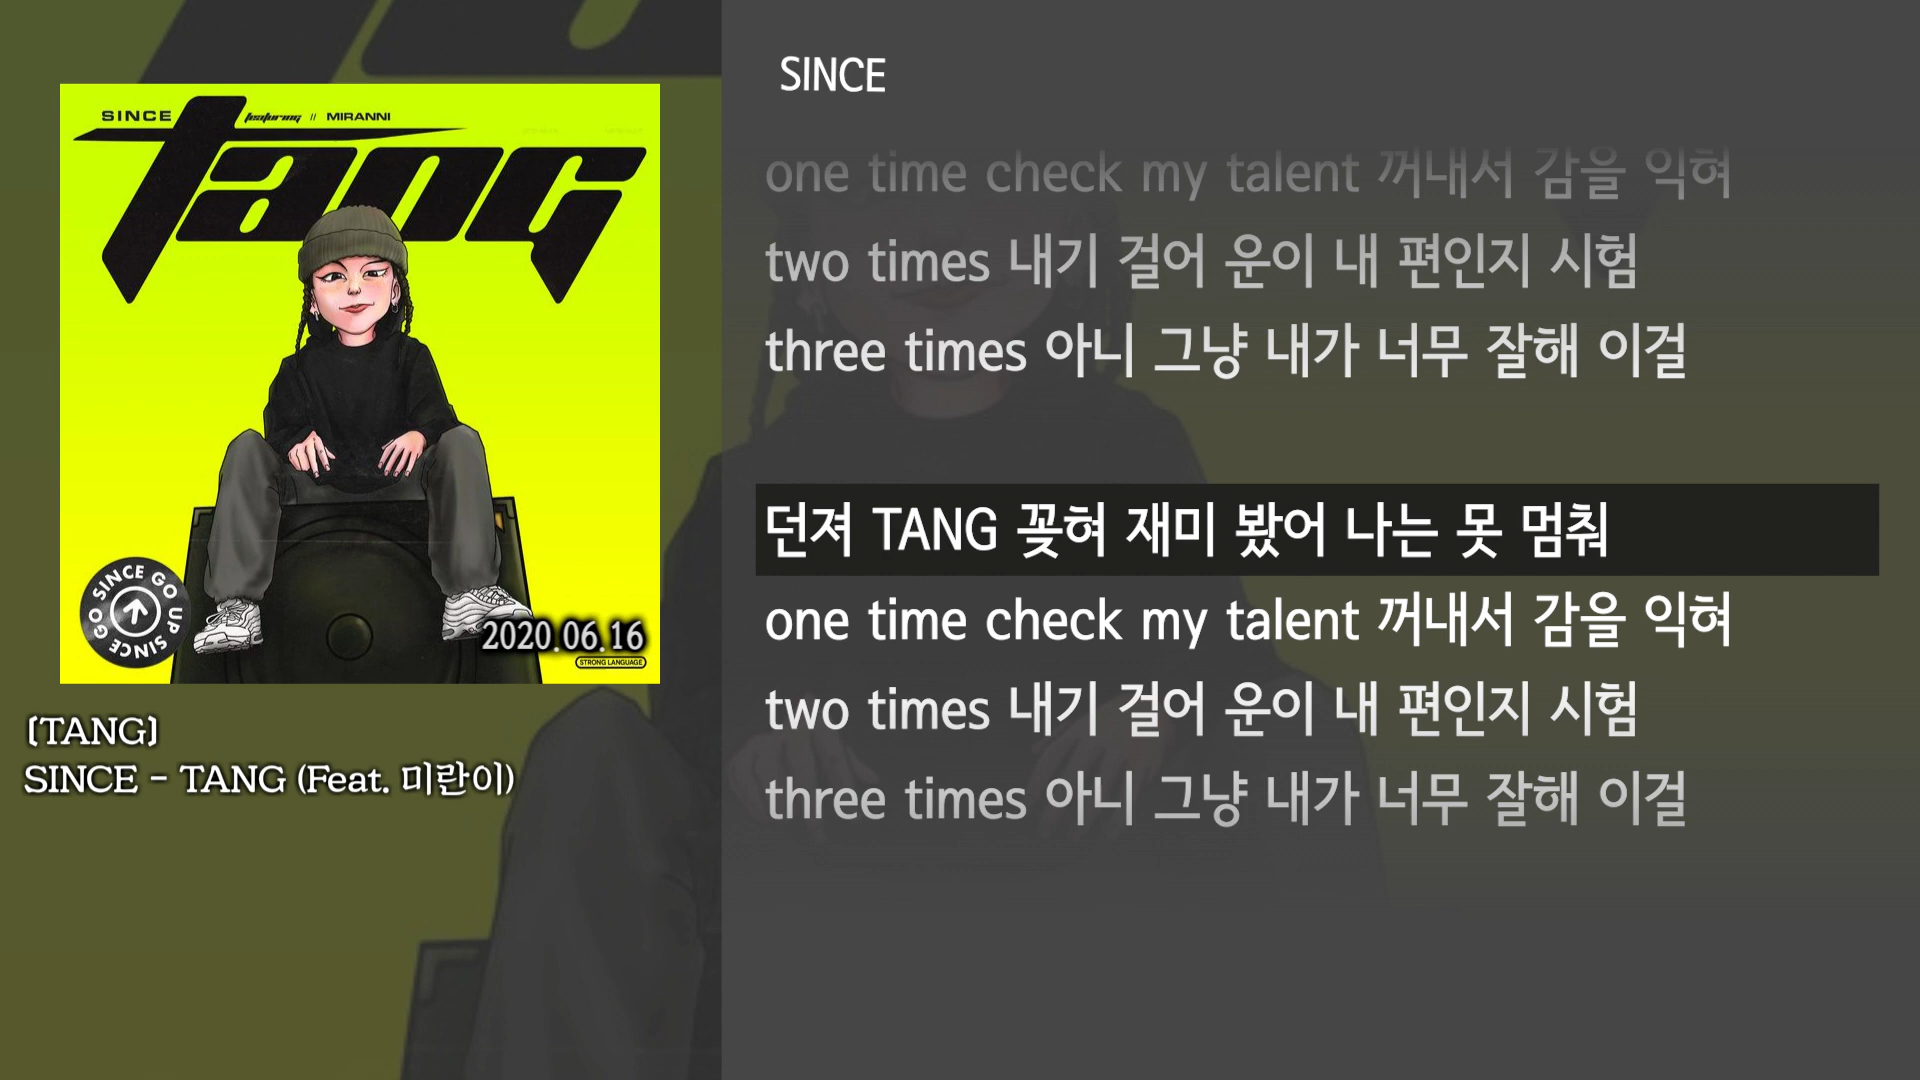 SINCE featuring // MIRANNI
Tang
SINCE GO UP SINCE GO
2020.06.16
STRONG LANGUAGE
[TANG]
SINCE - TANG (Feat. 미란이)
SINCE
one time check my talent 꺼내서 감을 익혀
two times 내기 걸어 운이 내 편인지 시험
three times 아니 그냥 내가 너무 잘해 이걸
던져 TANG 꽂혀 재미 봤어 나는 못 멈춰
one time check my talent 꺼내서 감을 익혀
two times 내기 걸어 운이 내 편인지 시험
three times 아니 그냥 내가 너무 잘해 이걸